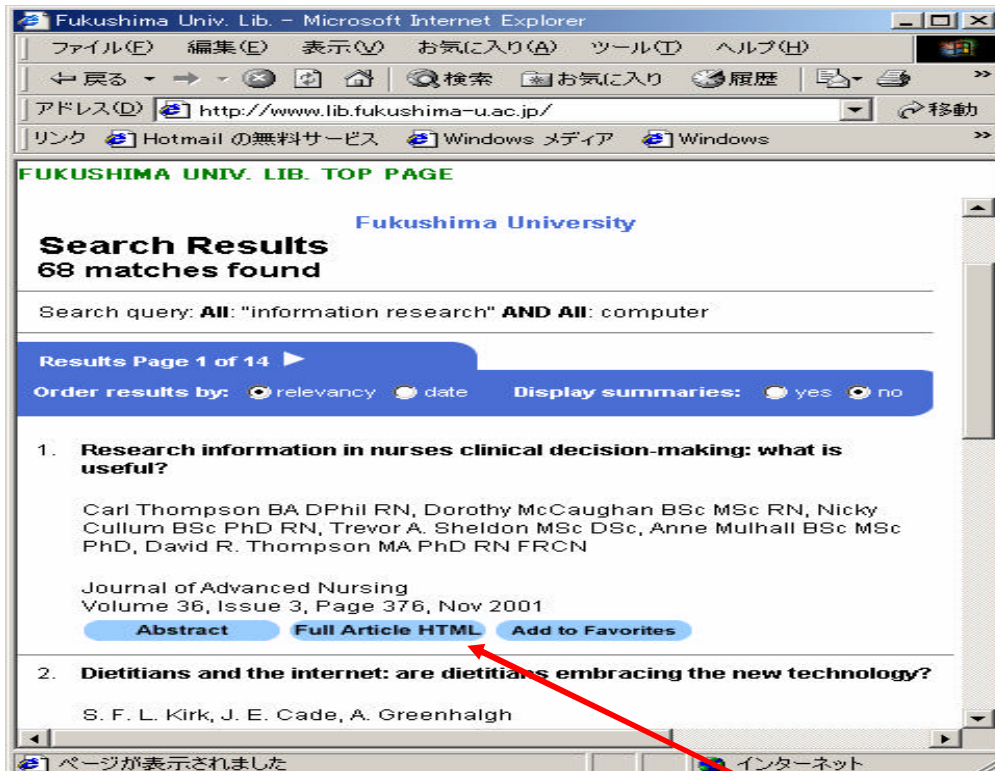 Fukushima Univ. Lib. - Microsoft Internet Explorer
ファイル(F) 編集(E) 表示(V) お気に入り(A) ツール(T) ヘルプ(H)
戻る 検索 お気に入り 履歴 »
アドレス(D) http://www.lib.fukushima-u.ac.jp/ 移動
リンク Hotmail の無料サービス Windows メディア Windows »
FUKUSHIMA UNIV. LIB. TOP PAGE
Fukushima University
Search Results
68 matches found
Search query: All: "information research" AND All: computer
Results Page 1 of 14
Order results by: relevancy date Display summaries: yes no
1. Research information in nurses clinical decision-making: what is
useful?
Carl Thompson BA DPhil RN, Dorothy McCaughan BSc MSc RN, Nicky
Cullum BSc PhD RN, Trevor A. Sheldon MSc DSc, Anne Mulhall BSc MSc
PhD, David R. Thompson MA PhD RN FRCN
Journal of Advanced Nursing
Volume 36, Issue 3, Page 376, Nov 2001
Abstract Full Article HTML Add to Favorites
2. Dietitians and the internet: are dietitians embracing the new technology?
S. F. L. Kirk, J. E. Cade, A. Greenhalgh
ページが表示されました インターネット